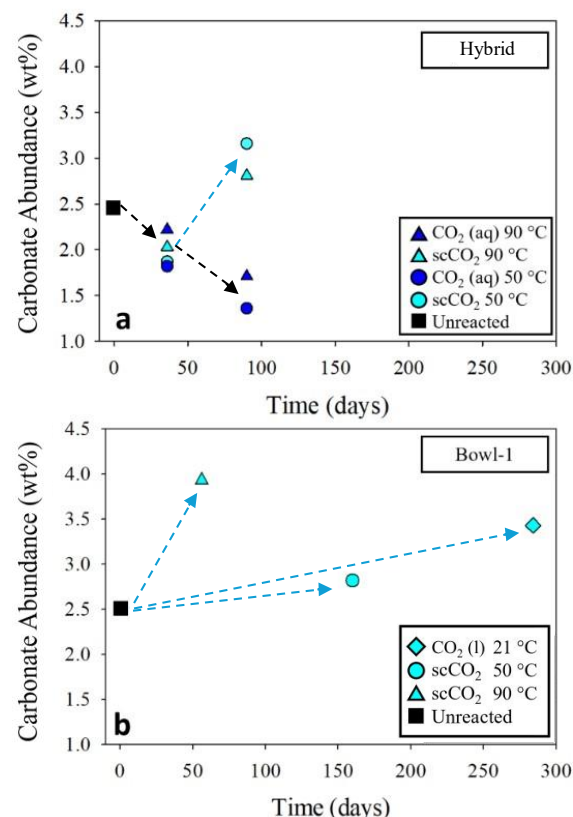 Hybrid
Carbonate Abundance (wt%)
4.5
4.0
3.5
3.0
2.5
2.0
1.5
1.0
CO₂ (aq) 90 °C
scCO₂ 90 °C
CO₂ (aq) 50 °C
scCO₂ 50 °C
Unreacted
a
0 50 100 150 200 250 300
Time (days)
Bowl-1
Carbonate Abundance (wt%)
4.5
4.0
3.5
3.0
2.5
2.0
1.5
1.0
CO₂ (l) 21 °C
scCO₂ 50 °C
scCO₂ 90 °C
Unreacted
b
0 50 100 150 200 250 300
Time (days)